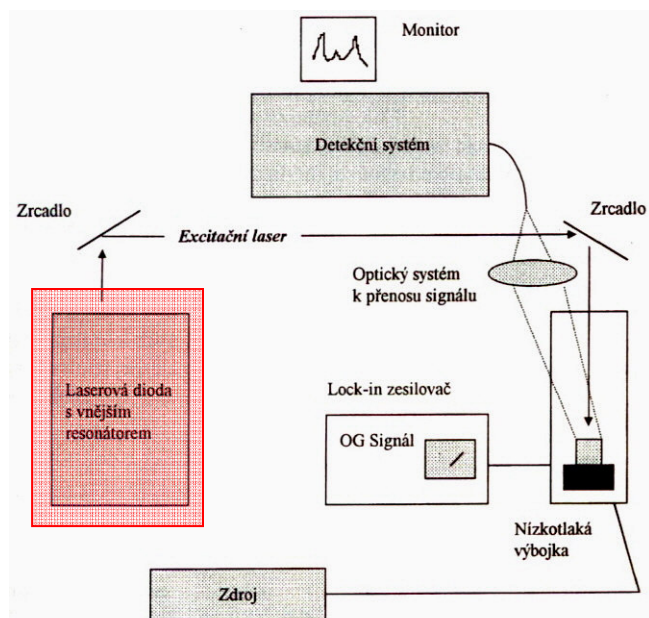 Monitor
Detekční systém
Zrcadlo
Zrcadlo
Excitační laser
Optický systém
k přenosu signálu
Laserová dioda
s vnějším
resonátorem
Lock-in zesilovač
OG Signál
Nízkotlaká
výbojka
Zdroj